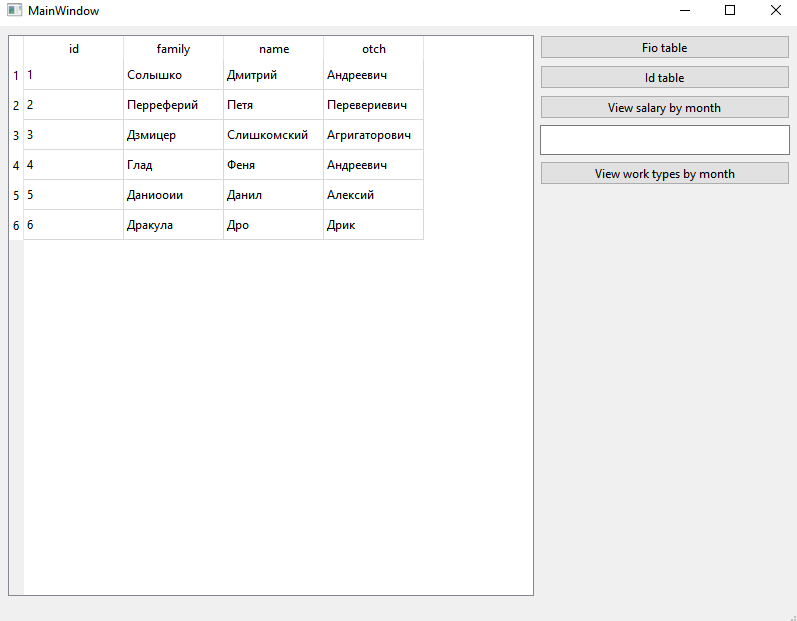 MainWindow
id family name otch
1 1 Солышко Дмитрий Андреевич
2 2 Перреферий Петя Перевериевич
3 3 Дзмицер Слишкомский Агригаторович
4 4 Глад Феня Андреевич
5 5 Даниооии Данил Алексий
6 6 Дракула Дро Дрик
Fio table
Id table
View salary by month
View work types by month